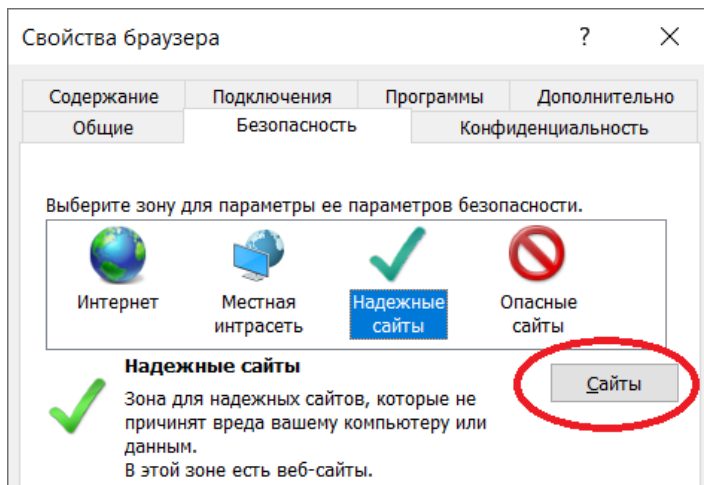 Свойства браузера ?
Содержание Подключения Программы Дополнительно
Общие Безопасность Конфиденциальность
Выберите зону для параметры ее параметров безопасности.
Интернет Местная интрасеть Надежные сайты Опасные сайты
Надежные сайты
Зона для надежных сайтов, которые не
причинят вреда вашему компьютеру или
данным.
В этой зоне есть веб-сайты.
Сайты